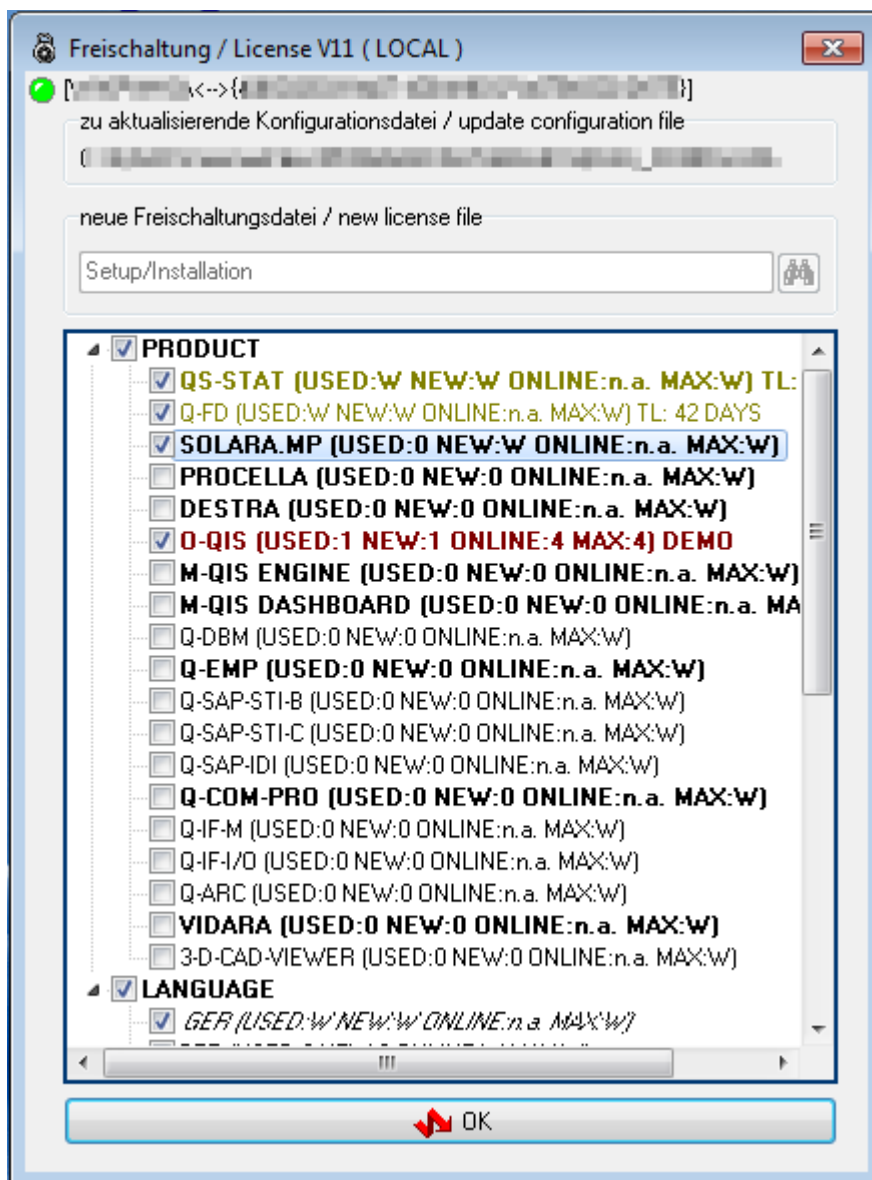 Freischaltung / License V11 ( LOCAL )
zu aktualisierende Konfigurationsdatei / update configuration file
neue Freischaltungsdatei / new license file
Setup/Installation
PRODUCT
QS-STAT (USED:W NEW:W ONLINE:n.a. MAX:W) TL:
Q-FD (USED:W NEW:W ONLINE:n.a. MAX:W) TL: 42 DAYS
SOLARA.MP (USED:0 NEW:W ONLINE:n.a. MAX:W)
PROCELLA (USED:0 NEW:0 ONLINE:n.a. MAX:W)
DESTRA (USED:0 NEW:0 ONLINE:n.a. MAX:W)
O-QIS (USED:1 NEW:1 ONLINE:4 MAX:4) DEMO
M-QIS ENGINE (USED:0 NEW:0 ONLINE:n.a. MAX:W)
M-QIS DASHBOARD (USED:0 NEW:0 ONLINE:n.a. MA
Q-DBM (USED:0 NEW:0 ONLINE:n.a. MAX:W)
Q-EMP (USED:0 NEW:0 ONLINE:n.a. MAX:W)
Q-SAP-STI-B (USED:0 NEW:0 ONLINE:n.a. MAX:W)
Q-SAP-STI-C (USED:0 NEW:0 ONLINE:n.a. MAX:W)
Q-SAP-IDI (USED:0 NEW:0 ONLINE:n.a. MAX:W)
Q-COM-PRO (USED:0 NEW:0 ONLINE:n.a. MAX:W)
Q-IF-M (USED:0 NEW:0 ONLINE:n.a. MAX:W)
Q-IF-I/O (USED:0 NEW:0 ONLINE:n.a. MAX:W)
Q-ARC (USED:0 NEW:0 ONLINE:n.a. MAX:W)
VIDARA (USED:0 NEW:0 ONLINE:n.a. MAX:W)
3-D-CAD-VIEWER (USED:0 NEW:0 ONLINE:n.a. MAX:W)
LANGUAGE
GER (USED:W NEW:W ONLINE:n.a. MAX:W)
OK